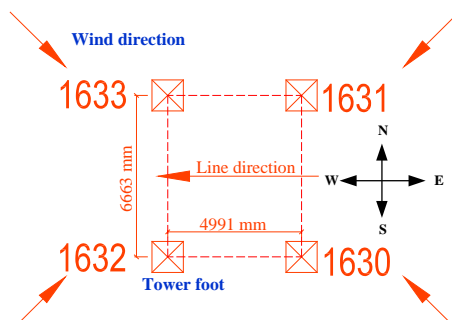 Wind direction
1633
1631
N
Line direction
W
E
6663 mm
S
4991 mm
1632
1630
Tower foot